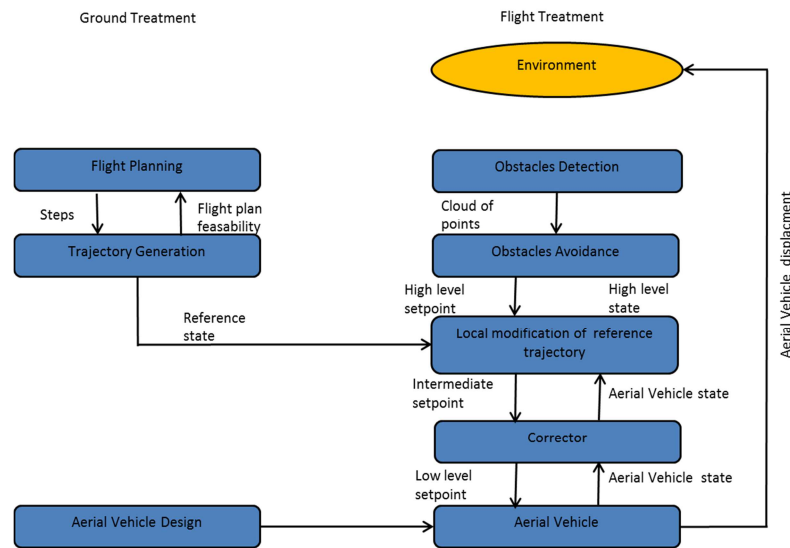 Ground Treatment
Flight Treatment
Environment
Flight Planning
Obstacles Detection
Steps
Flight plan
feasability
Cloud of
points
Trajectory Generation
Obstacles Avoidance
High level
setpoint
High level
state
Reference
state
Local modification of reference
trajectory
Intermediate
setpoint
Aerial Vehicle state
Corrector
Low level
setpoint
Aerial Vehicle state
Aerial Vehicle Design
Aerial Vehicle
Aerial Vehicle displacment